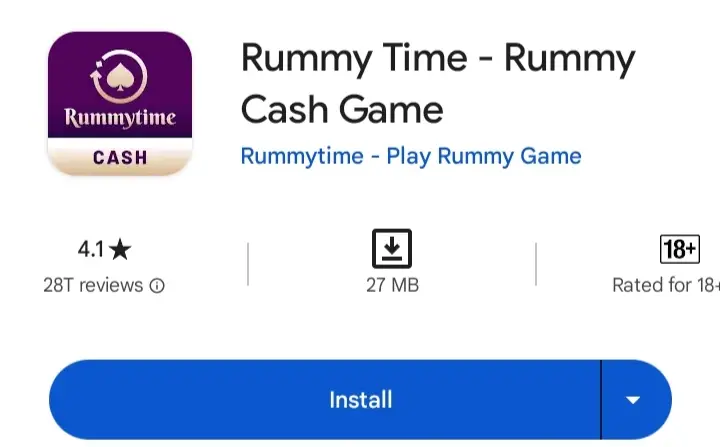 Rummytime
CASH
Rummy Time - Rummy
Cash Game
Rummytime - Play Rummy Game
4.1★
28T reviews
27 MB
18+
Rated for 18+
Install